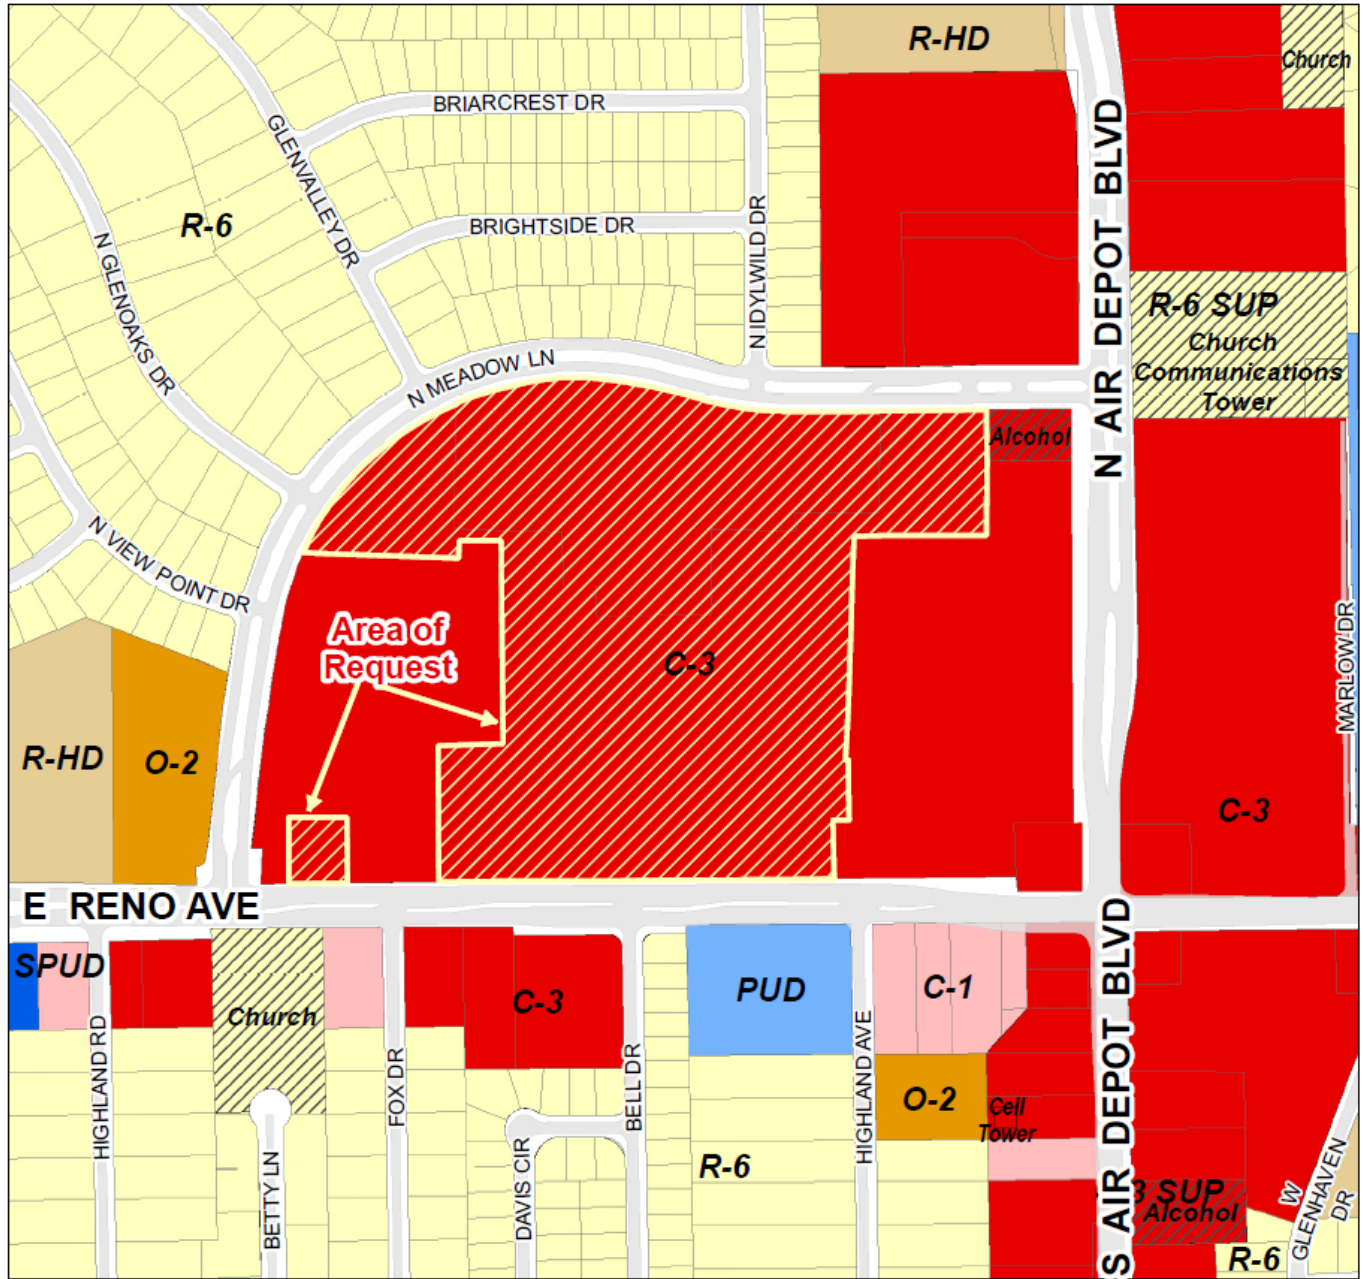 R-HD
Church
BRIARCREST DR
GLENVALLEY DR
R-6
BRIGHTSIDE DR
N IDYLWILD DR
N AIR DEPOT BLVD
N GLENOAKS DR
R-6 SUP
Church
Communications
Tower
N MEADOW LN
Alcohol
N VIEW POINT DR
Area of
Request
C-3
MARLOW DR
R-HD
O-2
C-3
E RENO AVE
SPUD
Church
C-3
PUD
C-1
HIGHLAND RD
FOX DR
BELL DR
HIGHLAND AVE
S AIR DEPOT BLVD
O-2
Cell
Tower
BETTY LN
DAVIS CIR
R-6
3 SUP
Alcohol
W
GLENHAVEN
DR
R-6